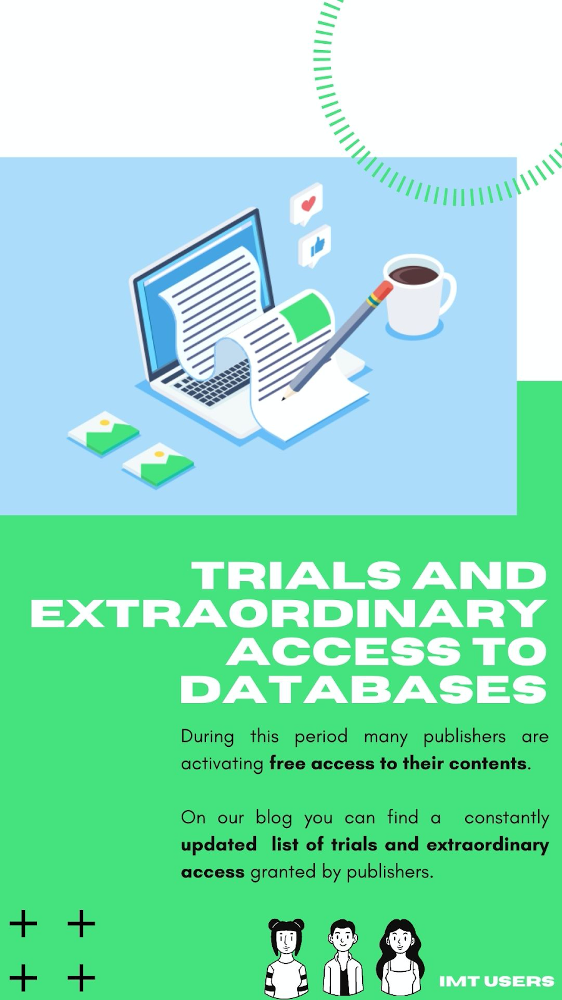 TRIALS AND
EXTRAORDINARY
ACCESS TO
DATABASES
During this period many publishers are
activating free access to their contents.
On our blog you can find a constantly
updated list of trials and extraordinary
access granted by publishers.
IMT USERS